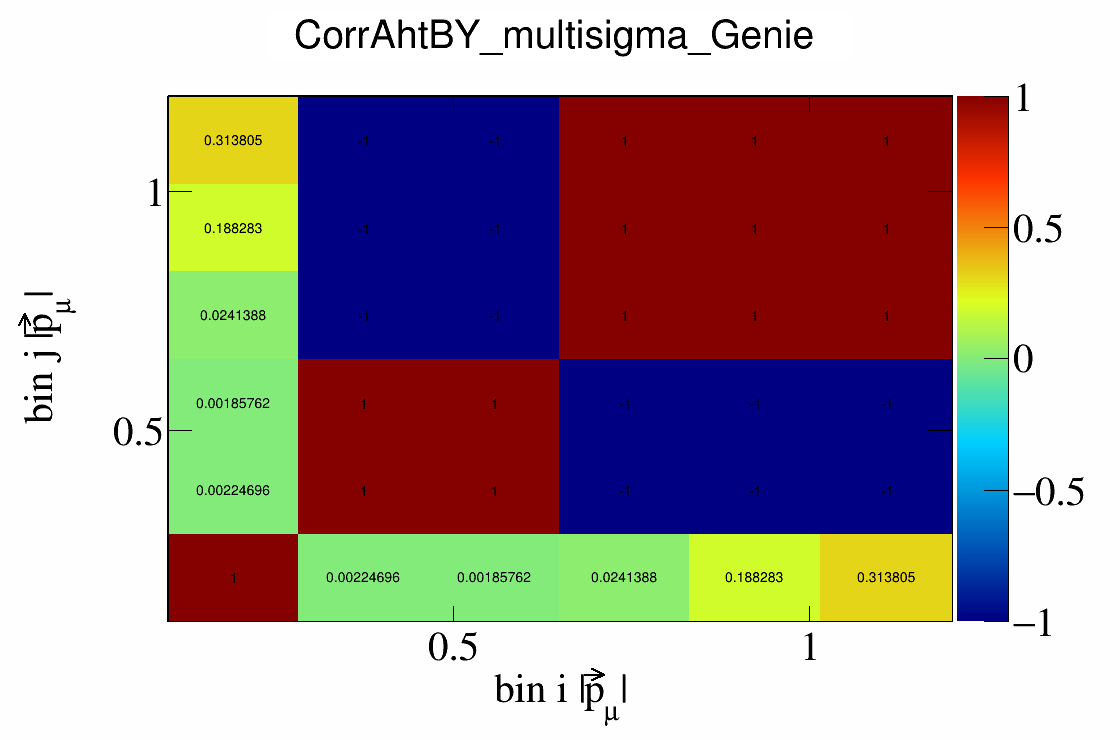 CorrAhtBY_multisigma_Genie
0.313805 -1 -1 1 1 1
0.188283 -1 -1 1 1 1
0.0241388 -1 -1 1 1 1
0.00185762 1 1 -1 -1 -1
0.00224696 1 1 -1 -1 -1
1 0.00224696 0.00185762 0.0241388 0.188283 0.313805
1
0.5
bin j |p⃗μ|
0.5 1
bin i |p⃗μ|
1
0.5
0
−0.5
−1